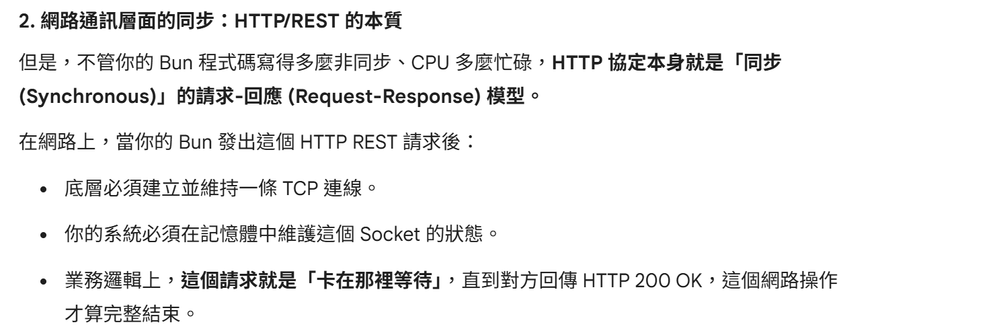 2. 網路通訊層面的同步：HTTP/REST 的本質
但是，不管你的 Bun 程式碼寫得多麼非同步、CPU 多麼忙碌，HTTP 協定本身就是「同步
(Synchronous)」的請求-回應 (Request-Response) 模型。
在網路上，當你的 Bun 發出這個 HTTP REST 請求後：
• 底層必須建立並維持一條 TCP 連線。
• 你的系統必須在記憶體中維護這個 Socket 的狀態。
• 業務邏輯上，這個請求就是「卡在那裡等待」，直到對方回傳 HTTP 200 OK，這個網路操作
才算完整結束。